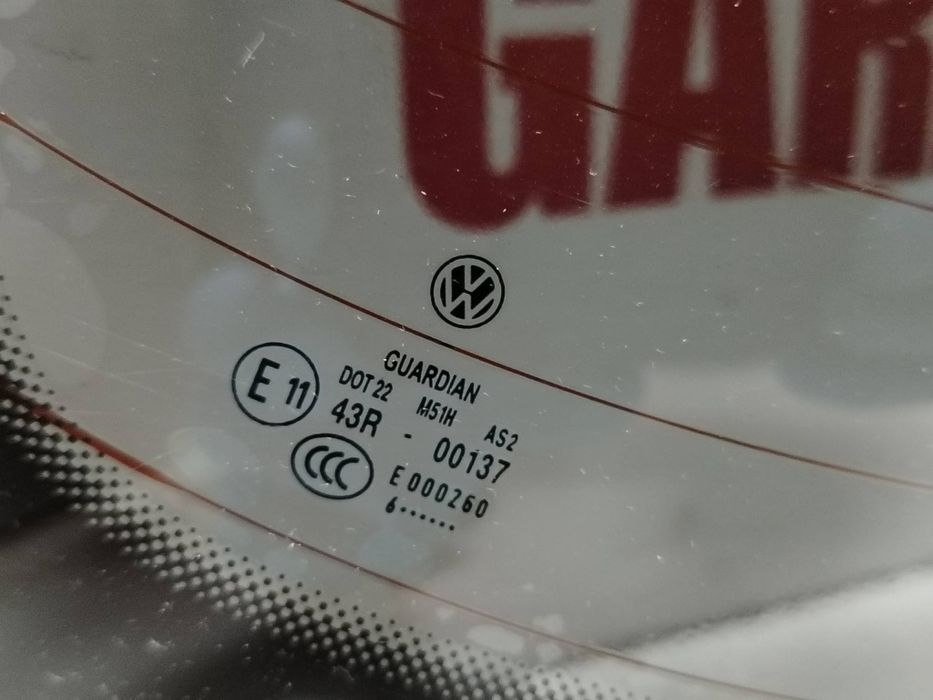 GAR
GUARDIAN
E 11
DOT 22 M51H AS2
43R - 00137
CCC
E 000260
6······